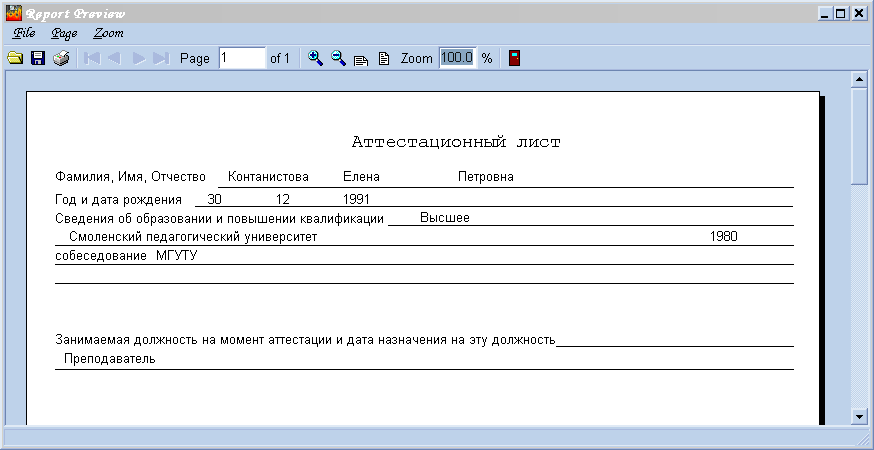 Report Preview
File Page Zoom
Page 1 of 1 Zoom 100.0 %
Аттестационный лист
Фамилия, Имя, Отчество Контанистова Елена Петровна
Год и дата рождения 30 12 1991
Сведения об образовании и повышении квалификации Высшее
Смоленский педагогический университет 1980
собеседование МГУТУ
Занимаемая должность на момент аттестации и дата назначения на эту должность
Преподаватель